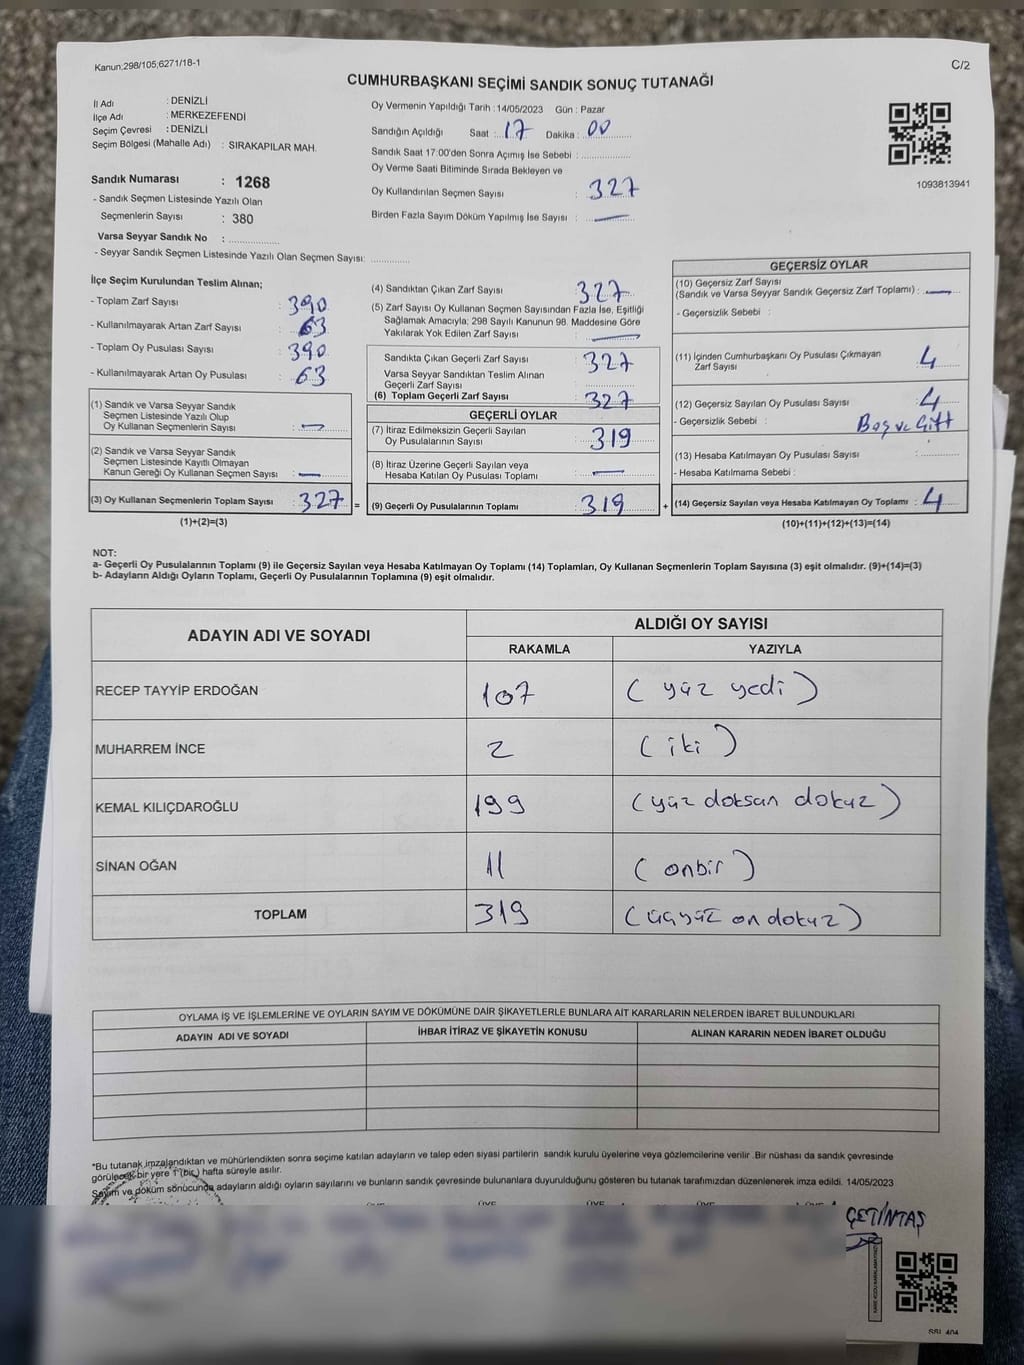 Kanun:298/105;6271/18-1
C/2
CUMHURBAŞKANI SEÇİMİ SANDIK SONUÇ TUTANAĞI
İl Adı : DENİZLİ
İlçe Adı : MERKEZEFENDİ
Seçim Çevresi : DENİZLİ
Seçim Bölgesi (Mahalle Adı) : SIRAKAPILAR MAH.
Sandık Numarası : 1268
- Sandık Seçmen Listesinde Yazılı Olan
Seçmenlerin Sayısı : 380
Varsa Seyyar Sandık No : ................
- Seyyar Sandık Seçmen Listesinde Yazılı Olan Seçmen Sayısı: ............
Oy Vermenin Yapıldığı Tarih : 14/05/2023 Gün : Pazar
Sandığın Açıldığı Saat : 17 Dakika : 00
Sandık Saat 17:00'den Sonra Açımış İse Sebebi : ...............
Oy Verme Saati Bitiminde Sırada Bekleyen ve
Oy Kullandırılan Seçmen Sayısı : 327
Birden Fazla Sayım Döküm Yapılmış İse Sayısı : —
1093813941
İlçe Seçim Kurulundan Teslim Alınan;
- Toplam Zarf Sayısı : 390
- Kullanılmayarak Artan Zarf Sayısı : 63
- Toplam Oy Pusulası Sayısı : 390
- Kullanılmayarak Artan Oy Pusulası : 63
(1) Sandık ve Varsa Seyyar Sandık
Seçmen Listesinde Yazılı Olup
Oy Kullanan Seçmenlerin Sayısı : —
(2) Sandık ve Varsa Seyyar Sandık
Seçmen Listesinde Kayıtlı Olmayan
Kanun Gereği Oy Kullanan Seçmen Sayısı : —
(3) Oy Kullanan Seçmenlerin Toplam Sayısı : 327 =
(1)+(2)=(3)
(4) Sandıktan Çıkan Zarf Sayısı : 327
(5) Zarf Sayısı Oy Kullanan Seçmen Sayısından Fazla İse, Eşitliği
Sağlamak Amacıyla; 298 Sayılı Kanunun 98. Maddesine Göre
Yakılarak Yok Edilen Zarf Sayısı : —
Sandıkta Çıkan Geçerli Zarf Sayısı : 327
Varsa Seyyar Sandıktan Teslim Alınan
Geçerli Zarf Sayısı : ...............
(6) Toplam Geçerli Zarf Sayısı : 327
GEÇERLİ OYLAR
(7) İtiraz Edilmeksizin Geçerli Sayılan
Oy Pusulalarının Sayısı : 319
(8) İtiraz Üzerine Geçerli Sayılan veya
Hesaba Katılan Oy Pusulası Toplamı : —
(9) Geçerli Oy Pusulalarının Toplamı : 319 +
GEÇERSİZ OYLAR
(10) Geçersiz Zarf Sayısı
(Sandık ve Varsa Seyyar Sandık Geçersiz Zarf Toplamı) : —
- Geçersizlik Sebebi :
(11) İçinden Cumhurbaşkanı Oy Pusulası Çıkmayan
Zarf Sayısı : 4
(12) Geçersiz Sayılan Oy Pusulası Sayısı : 4
- Geçersizlik Sebebi : Boş ve Çift
(13) Hesaba Katılmayan Oy Pusulası Sayısı : ...............
- Hesaba Katılmama Sebebi :
(14) Geçersiz Sayılan veya Hesaba Katılmayan Oy Toplamı : 4
(10)+(11)+(12)+(13)=(14)
NOT:
a- Geçerli Oy Pusulalarının Toplamı (9) ile Geçersiz Sayılan veya Hesaba Katılmayan Oy Toplamı (14) Toplamları, Oy Kullanan Seçmenlerin Toplam Sayısına (3) eşit olmalıdır. (9)+(14)=(3)
b- Adayların Aldığı Oyların Toplamı, Geçerli Oy Pusulalarının Toplamına (9) eşit olmalıdır.
ADAYIN ADI VE SOYADI ALDIĞI OY SAYISI
RAKAMLA YAZIYLA
RECEP TAYYİP ERDOĞAN 107 (yüz yedi)
MUHARREM İNCE 2 (iki)
KEMAL KILIÇDAROĞLU 199 (yüz doksan dokuz)
SİNAN OĞAN 11 (onbir)
TOPLAM 319 (üçyüz on dokuz)
OYLAMA İŞ VE İŞLEMLERİNE VE OYLARIN SAYIM VE DÖKÜMÜNE DAİR ŞİKAYETLERLE BUNLARA AİT KARARLARIN NELERDEN İBARET BULUNDUKLARI
ADAYIN ADI VE SOYADI İHBAR İTİRAZ VE ŞİKAYETİN KONUSU ALINAN KARARIN NEDEN İBARET OLDUĞU
*Bu tutanak imzalandıktan ve mühürlendikten sonra seçime katılan adayların ve talep eden siyasi partilerin sandık kurulu üyelerine veya gözlemcilerine verilir .Bir nüshası da sandık çevresinde
görülecek bir yere 1 (bir) hafta süreyle asılır.
Sayım ve döküm sonucunda adayların aldığı oyların sayılarını ve bunların sandık çevresinde bulunanlara duyurulduğunu gösteren bu tutanak tarafımızdan düzenlenerek imza edildi. 14/05/2023
ÜYE ÜYE ÜYE ÜYE ÜYE
ÇETİNTAŞ